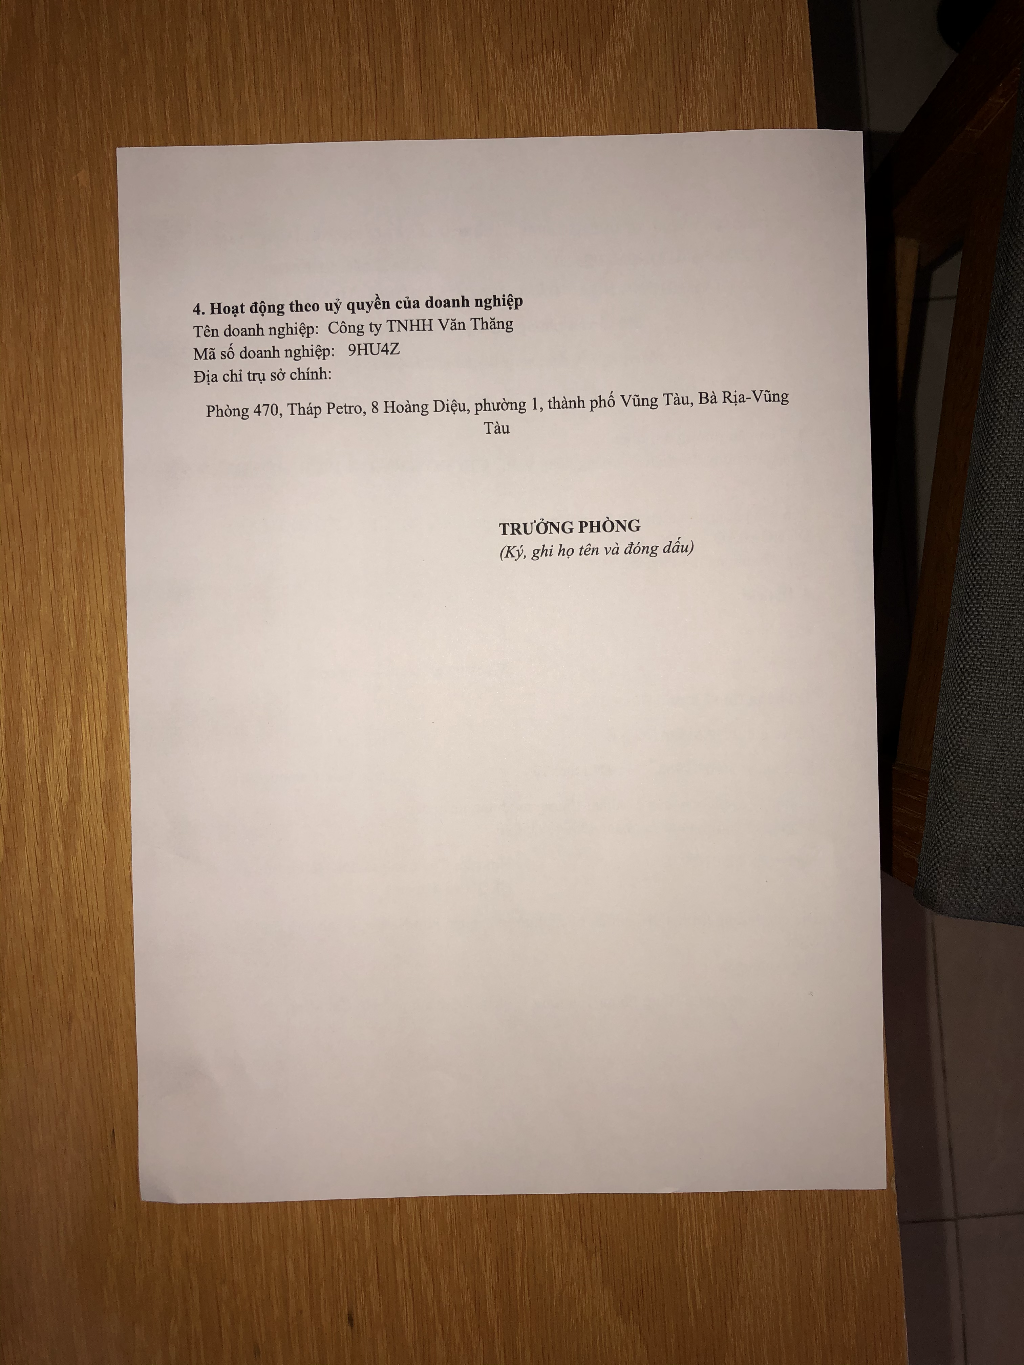 4. Hoạt động theo uỷ quyền của doanh nghiệp
Tên doanh nghiệp: Công ty TNHH Văn Thăng
Mã số doanh nghiệp: 9HU4Z
Địa chỉ trụ sở chính:
Phòng 470, Tháp Petro, 8 Hoàng Diệu, phường 1, thành phố Vũng Tàu, Bà Rịa-Vũng
Tàu
TRƯỞNG PHÒNG
(Ký, ghi họ tên và đóng dấu)